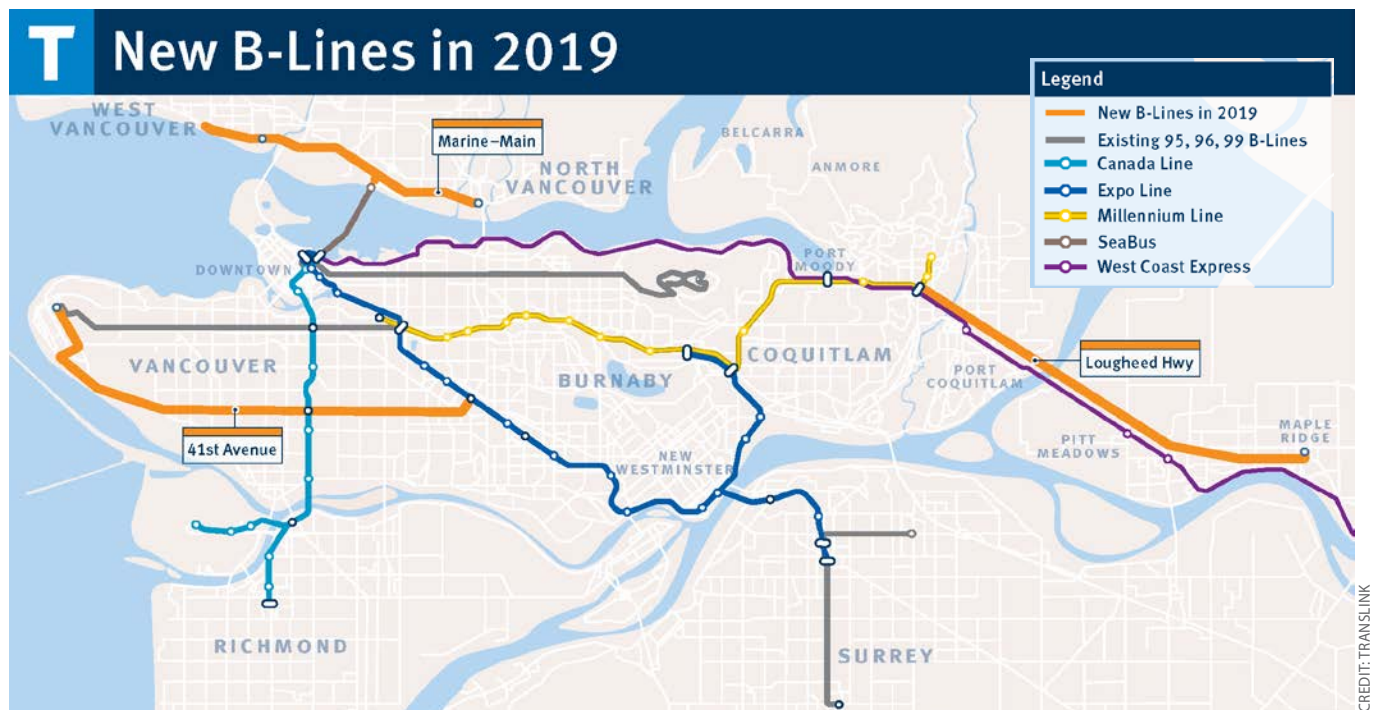 T New B-Lines in 2019
Legend
New B-Lines in 2019
Existing 95, 96, 99 B-Lines
Canada Line
Expo Line
Millennium Line
SeaBus
West Coast Express
WEST
VANCOUVER
Marine–Main
NORTH
VANCOUVER
BELCARRA
ANMORE
DOWNTOWN
PORT
MOODY
VANCOUVER
BURNABY
COQUITLAM
PORT
COQUITLAM
Lougheed Hwy
41st Avenue
NEW
WESTMINSTER
PITT
MEADOWS
MAPLE
RIDGE
RICHMOND
SURREY
CREDIT: TRANSLINK